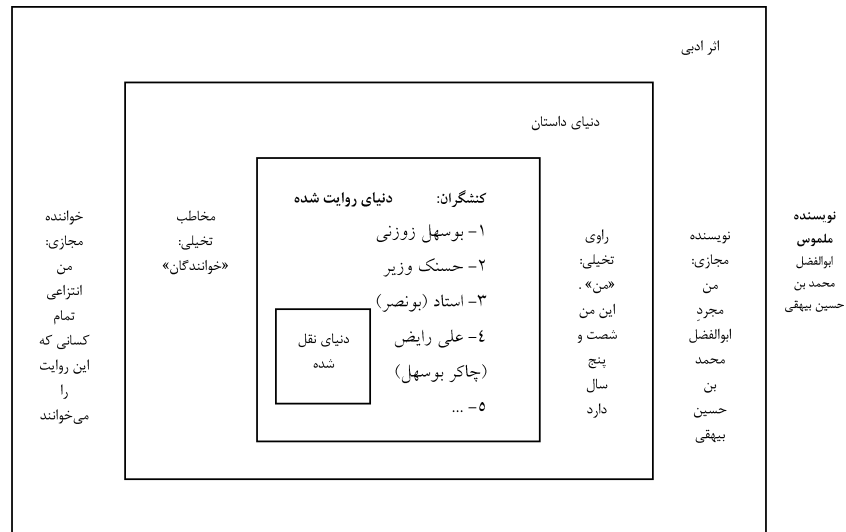 اثر ادبی
دنیای داستان
نویسنده
ملموس
ابوالفضل
محمد بن
حسین بیهقی
نویسنده
مجازی:
من
مجردِ
ابوالفضل
محمد
بن
حسین
بیهقی
راوی
تخیلی:
«من» .
این من
شصت و
پنج
سال
دارد
کنشگران: دنیای روایت شده
۱- بوسهل زوزنی
۲- حسنک وزیر
۳- استاد (بونصر)
٤- علی رایض
(چاکر بوسهل)
۵- ...
دنیای نقل
شده
مخاطب
تخیلی:
«خوانندگان»
خواننده
مجازی:
من
انتزاعی
تمام
کسانی که
این روایت
را
می‌خوانند